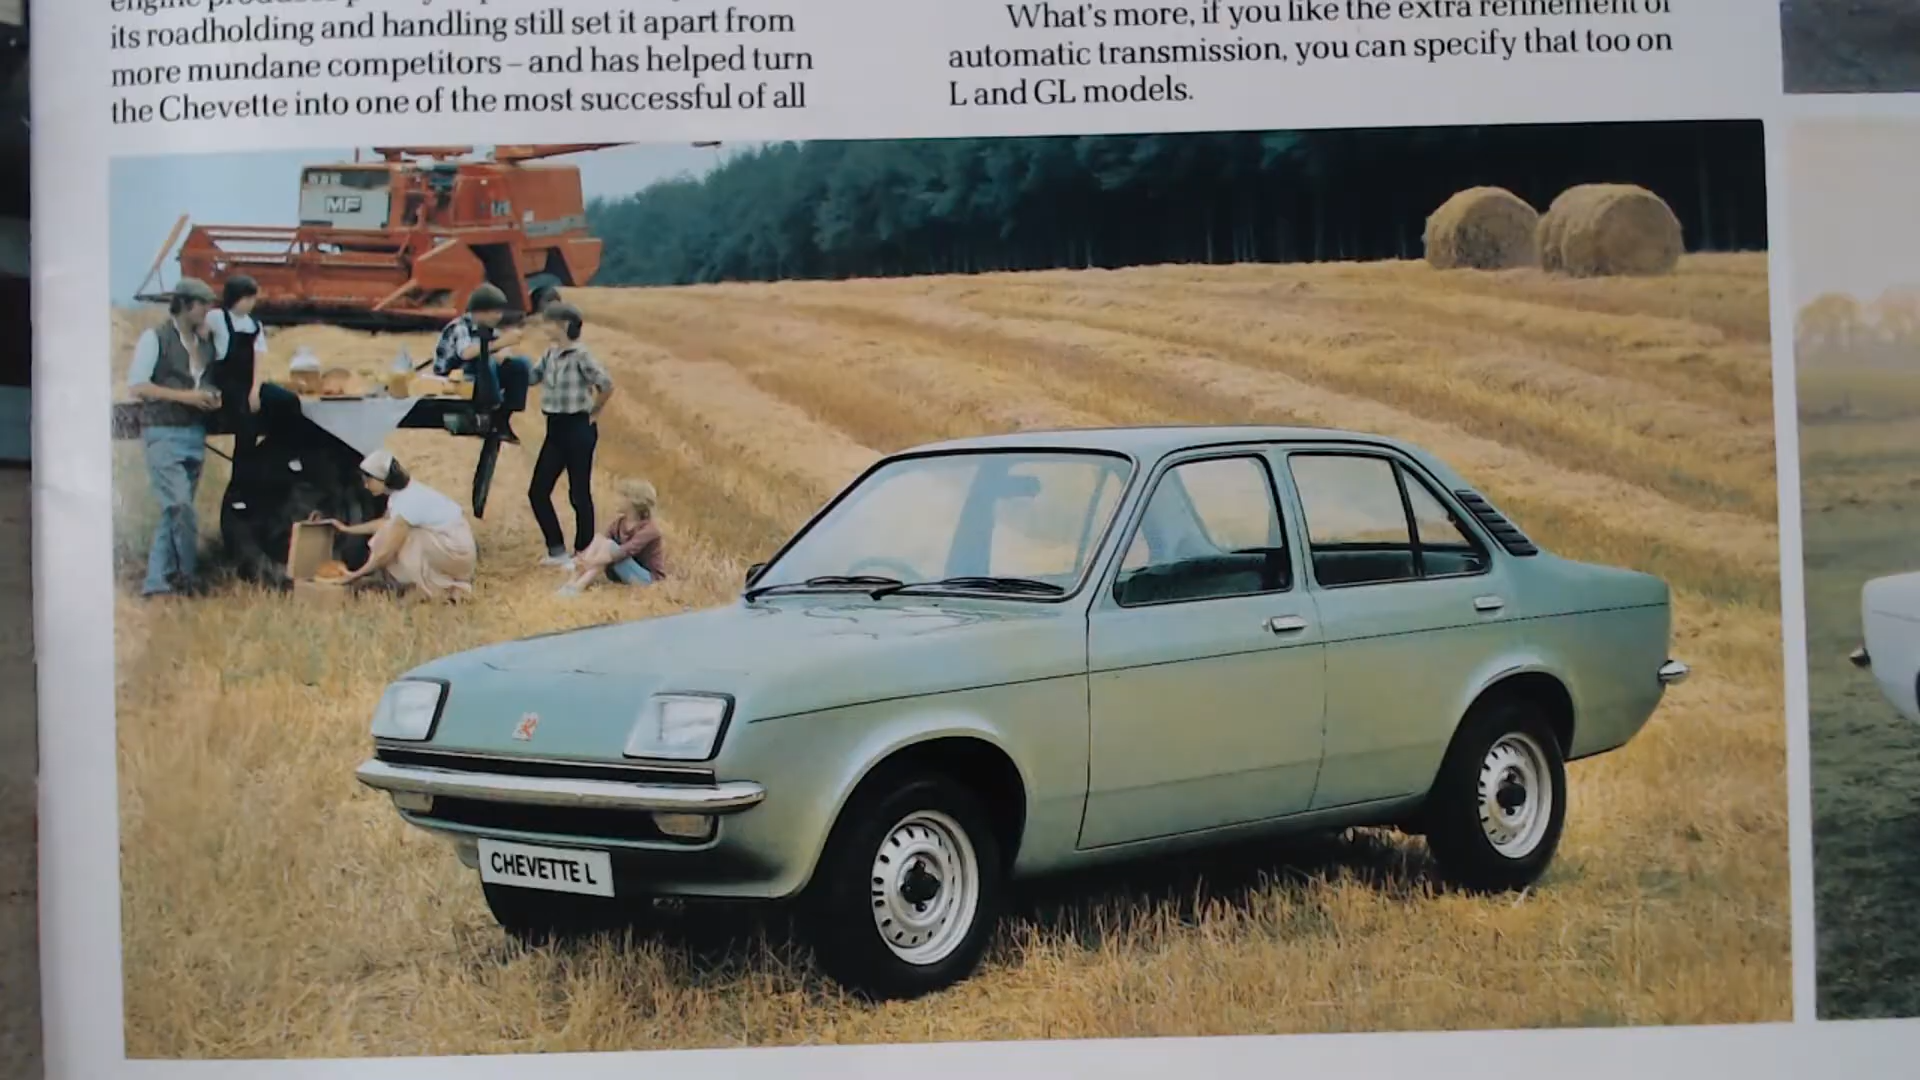 its roadholding and handling still set it apart from
more mundane competitors – and has helped turn
the Chevette into one of the most successful of all
What's more, if you like the extra refinement of
automatic transmission, you can specify that too on
L and GL models.
MF
CHEVETTE L